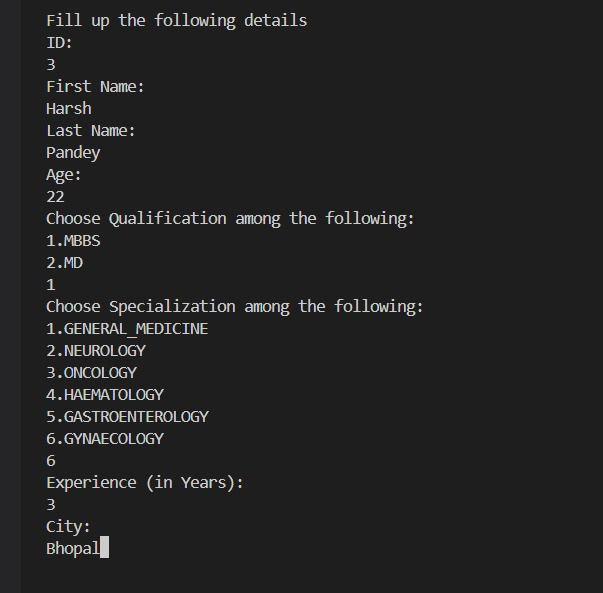 Fill up the following details
ID:
3
First Name:
Harsh
Last Name:
Pandey
Age:
22
Choose Qualification among the following:
1.MBBS
2.MD
1
Choose Specialization among the following:
1.GENERAL_MEDICINE
2.NEUROLOGY
3.ONCOLOGY
4.HAEMATOLOGY
5.GASTROENTEROLOGY
6.GYNAECOLOGY
6
Experience (in Years):
3
City:
Bhopal